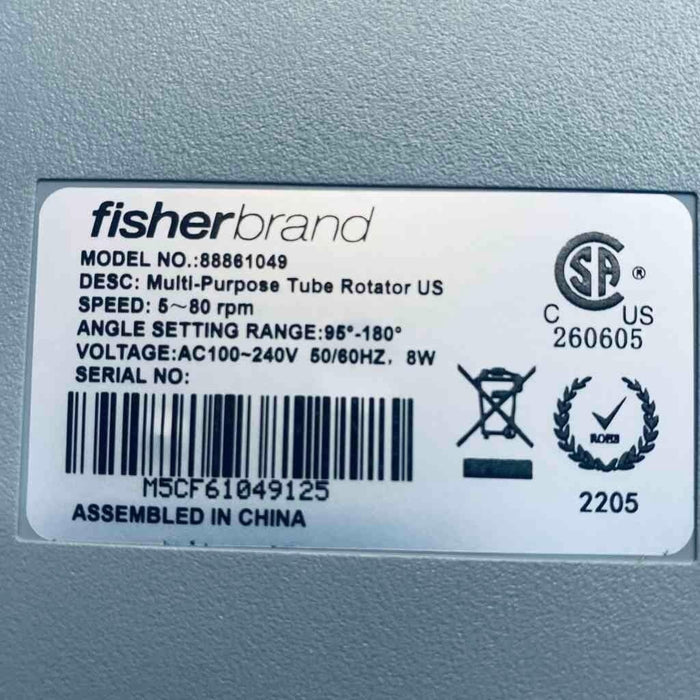 fisherbrand
MODEL NO.:88861049
DESC: Multi-Purpose Tube Rotator US
SPEED: 5~80 rpm
ANGLE SETTING RANGE:95°-180°
VOLTAGE:AC100~240V 50/60HZ, 8W
SERIAL NO:
M5CF61049125
ASSEMBLED IN CHINA
SA ®
C US
260605
ROHS
2205